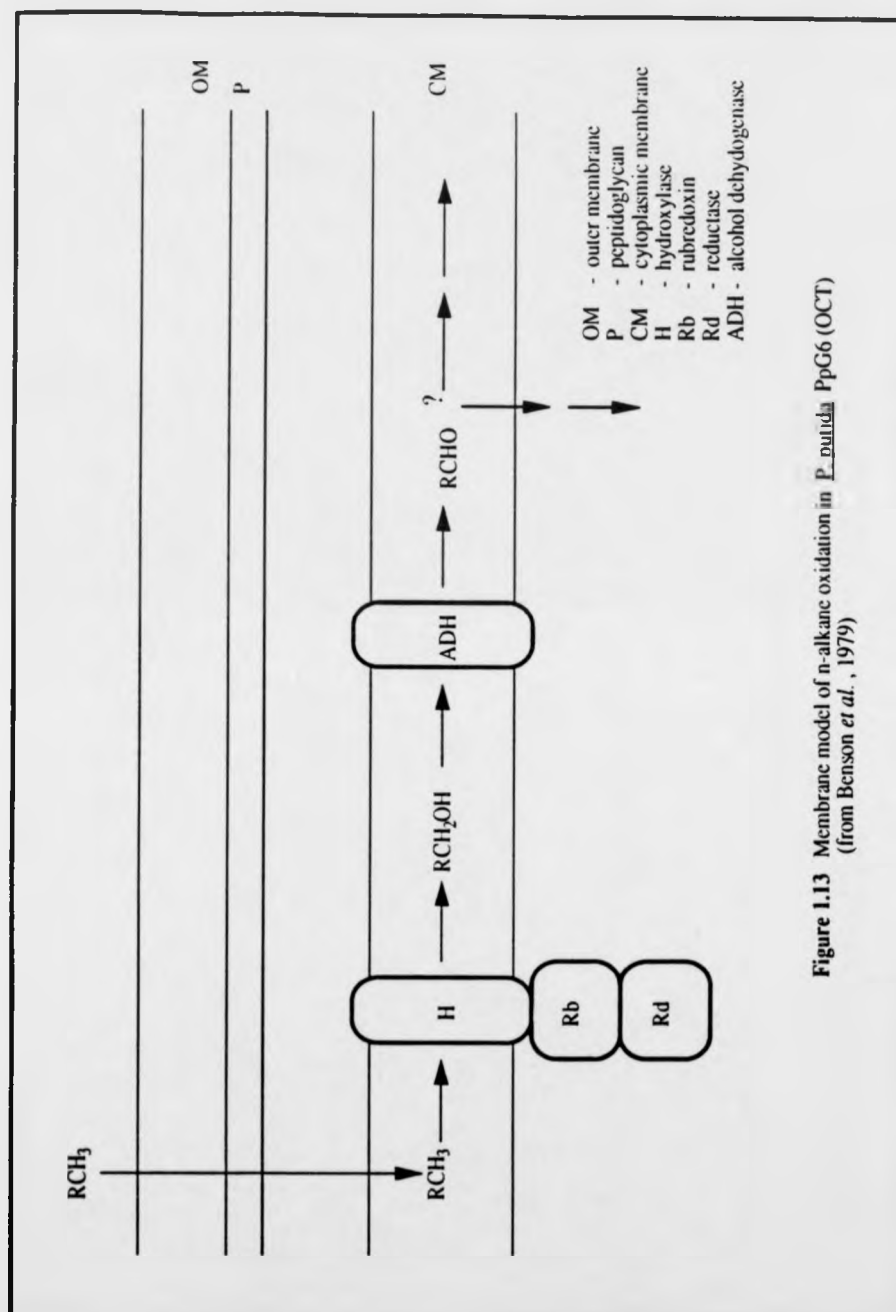 RCH₃
OM
P
RCH₃
H
RCH₂OH
ADH
RCHO
?
CM
Rb
Rd
OM - outer membrane
P - peptidoglycan
CM - cytoplasmic membrane
H - hydroxylase
Rb - rubredoxin
Rd - reductase
ADH - alcohol dehydogenase
Figure 1.13 Membrane model of n-alkane oxidation in P. putida PpG6 (OCT)
(from Benson et al. , 1979)